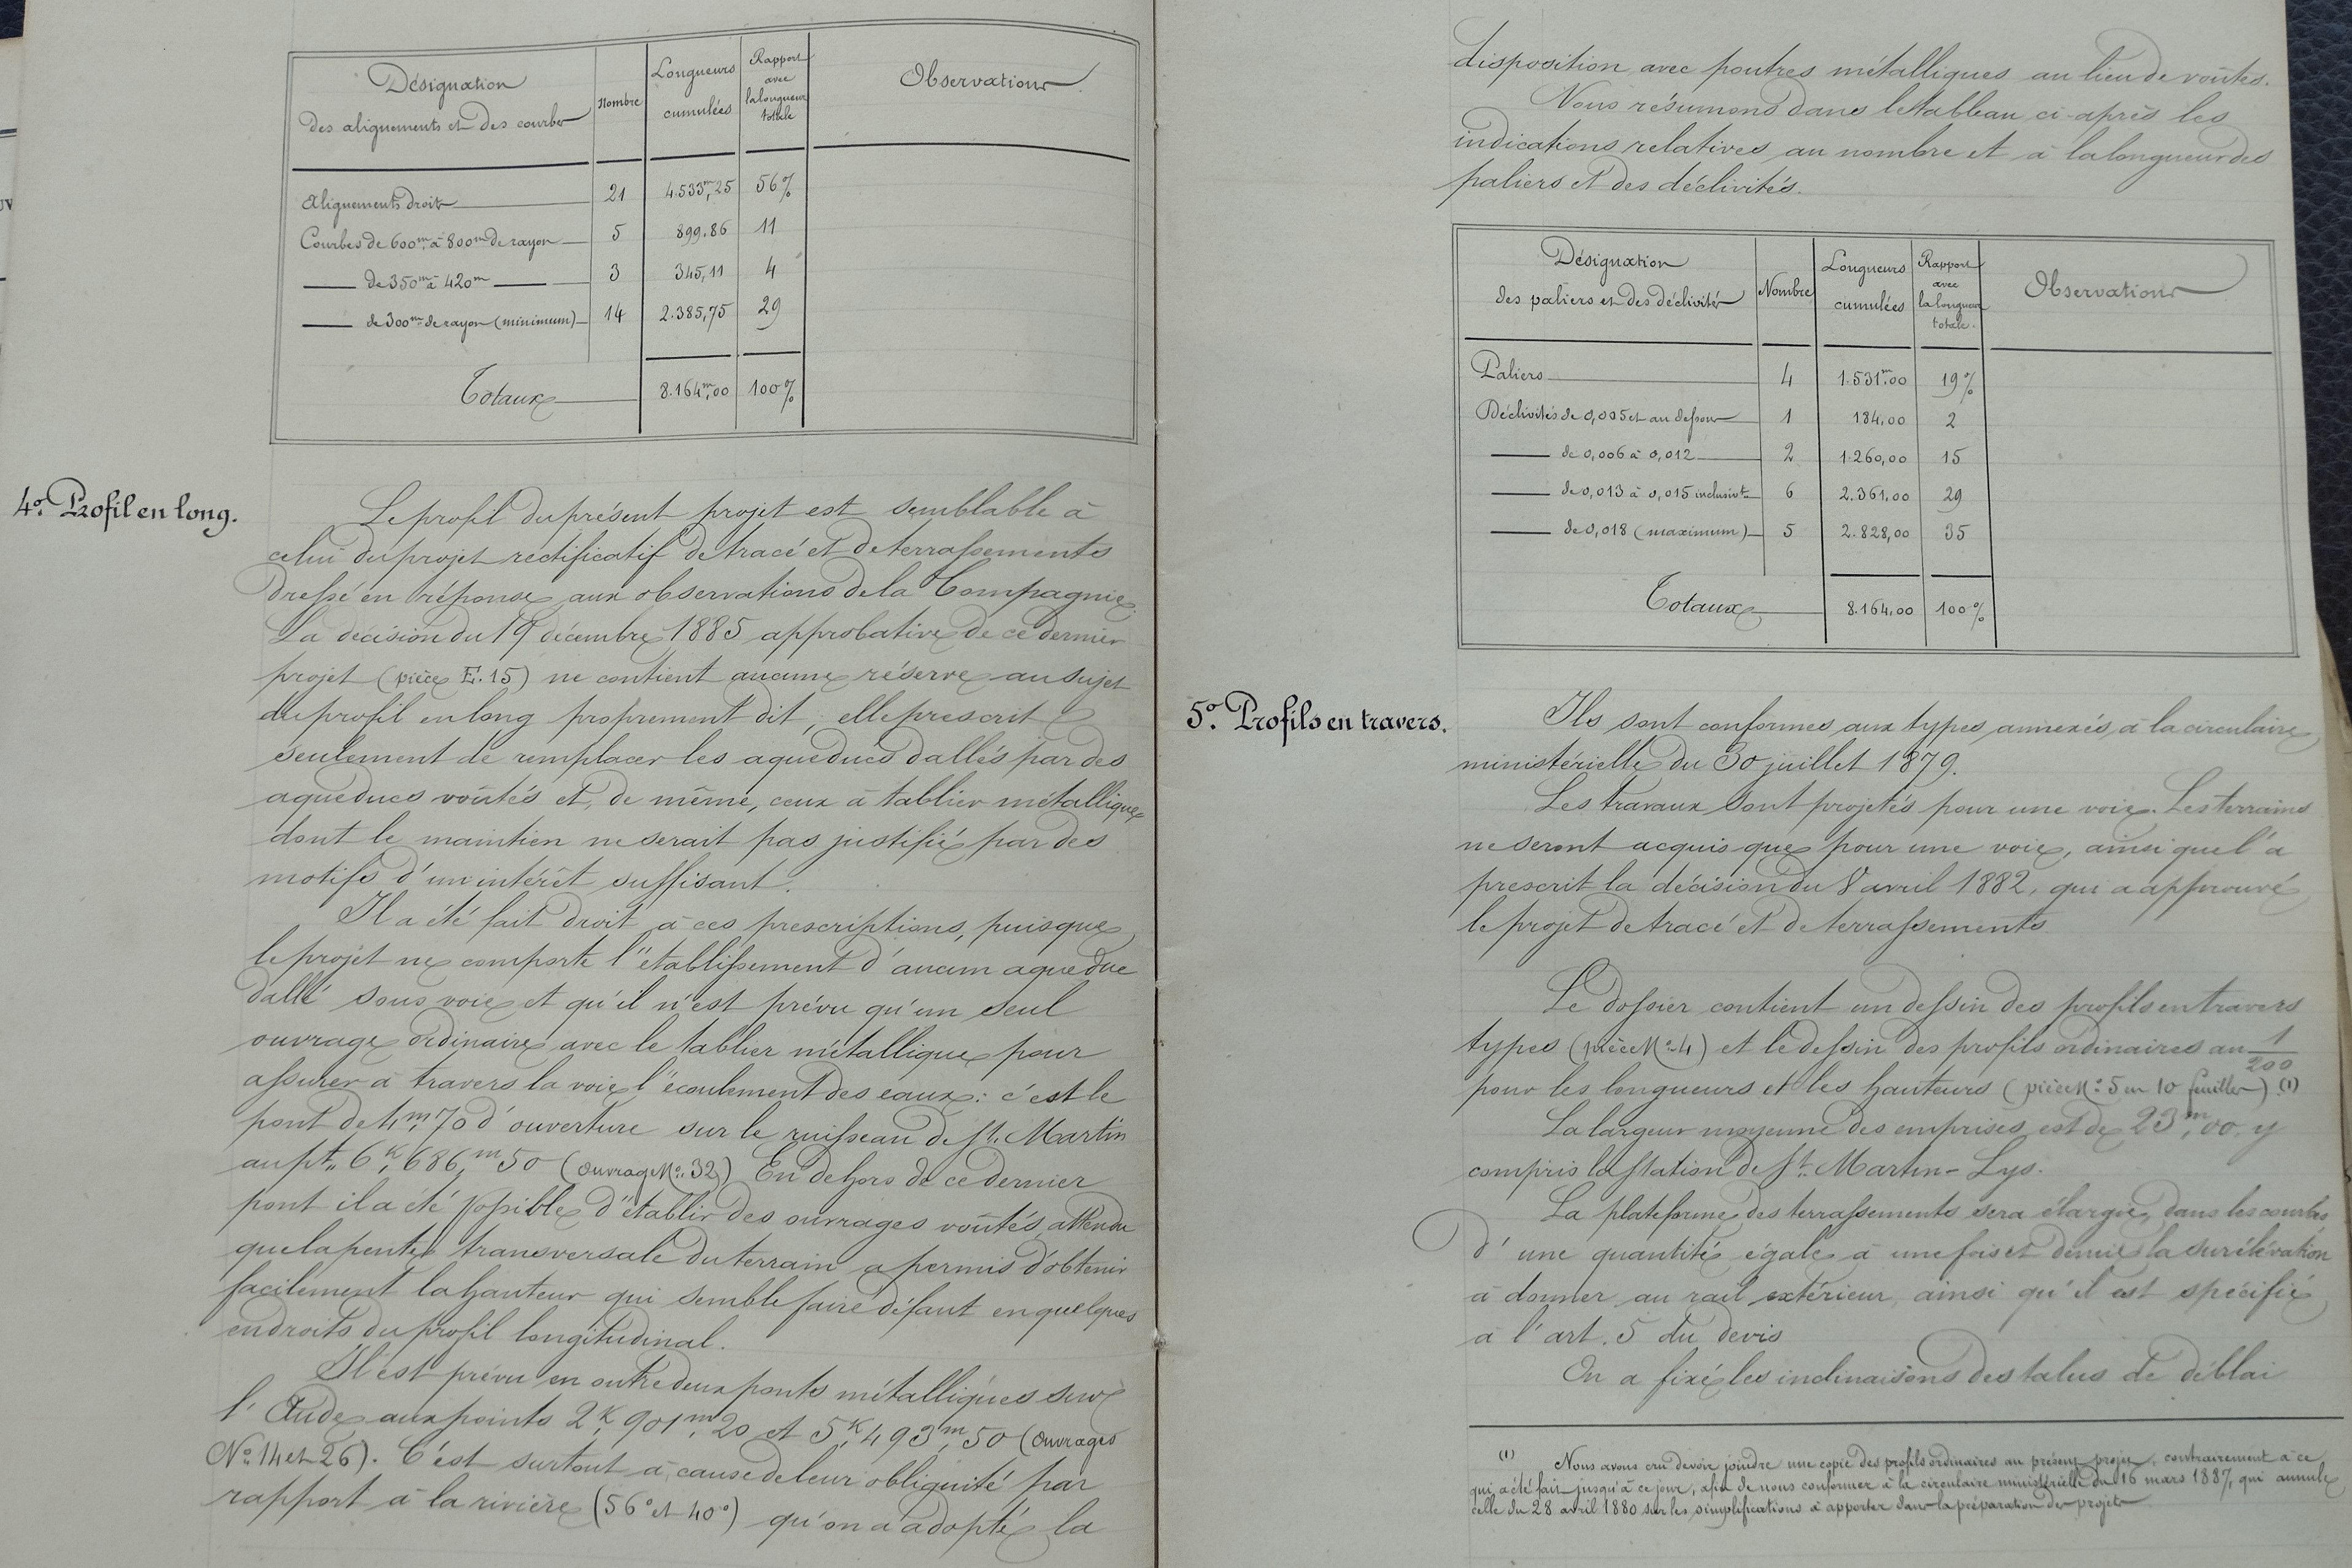 Désignation des alignements et des courbes | Nombre | Longueurs cumulées | Rapport avec la longueur totale | Observations
Alignements droits | 21 | 4.533m,25 | 56%
Courbes de 600m à 800m de rayon | 5 | 899.86 | 11
— de 350m à 420m — | 3 | 345,11 | 4
— de 300m de rayon (minimum) | 14 | 2.385,75 | 29
Totaux | 8.164m,00 | 100%
4º. Profil en long.
Le profil du présent projet est semblable à
celui du projet rectificatif de tracé et de terrassements
dressé en réponse aux observations de la Compagnie.
La décision du 19 décembre 1885 approbative de ce dernier
projet (pièce E.15) ne contient aucune réserve au sujet
du profil en long proprement dit; elle prescrit
seulement de remplacer les aqueducs dallés par des
aqueducs voûtés et, de même, ceux à tablier métallique
dont le maintien ne serait pas justifié par des
motifs d'un intérêt suffisant.
Il a été fait droit à ces prescriptions, puisque
le projet ne comporte l'établissement d'aucun aqueduc
dallé sous voie et qu'il n'est prévu qu'un seul
ouvrage ordinaire avec le tablier métallique pour
assurer à travers la voie l'écoulement des eaux: c'est le
pont de 4m,70 d'ouverture sur le ruisseau de St. Martin
au pt. 6K,686,m50 (ouvrage Nº 32) En dehors de ce dernier
pont il a été possible d'établir des ouvrages voûtés, attendu
que la pente transversale du terrain a permis d'obtenir
facilement la hauteur qui semble faire défaut en quelques
endroits du profil longitudinal.
Il est prévu en outre deux ponts métalliques sur
l'Aude aux points 2K,901m,20 et 5K,493m,50 (Ouvrages
Nº 14 et 26). C'est surtout à cause de leur obliquité par
rapport à la rivière (56º et 40º) qu'on a adopté la
disposition avec poutres métalliques au lieu de voûtes.
Nous résumons dans le tableau ci-après les
indications relatives au nombre et à la longueur des
paliers et des déclivités.
Désignation des paliers et des déclivités | Nombre | Longueurs cumulées | Rapport avec la longueur totale. | Observations
Paliers | 4 | 1.531m.00 | 19%
Déclivités de 0,005 et au dessous | 1 | 184,00 | 2
— de 0,006 à 0,012 | 2 | 1.260,00 | 15
— de 0,013 à 0,015 inclusivt | 6 | 2.361,00 | 29
— de 0,018 (maximum) | 5 | 2.828,00 | 35
Totaux | 8.164,00 | 100%
5º. Profils en travers.
Ils sont conformes aux types annexés à la circulaire
ministérielle du 30 juillet 1879.
Les travaux sont projetés pour une voie. Les terrains
ne seront acquis que pour une voie, ainsi que l'a
prescrit la décision du 8 avril 1882, qui a approuvé
le projet de tracé et de terrassements
Le dossier contient un dessin des profils en travers
types (pièce Nº 4) et le dessin des profils ordinaires au 1/200
pour les longueurs et les hauteurs (pièce Nº 5 en 10 feuilles).(1)
La largeur moyenne des emprises est de 23m,00 y
compris la station de St. Martin-Lys.
La plateforme des terrassements sera élargie, dans les courbes,
d'une quantité égale à une fois et demie la surélévation
à donner au rail extérieur, ainsi qu'il est spécifié
à l'art. 5 du devis
On a fixé les inclinaisons des talus de déblai
(1) Nous avons cru devoir joindre une copie des profils ordinaires au présent projet, contrairement à ce
qui a été fait jusqu'à ce jour, afin de nous conformer à la circulaire ministérielle du 16 mars 1887, qui annule
celle du 28 avril 1880 sur les simplifications à apporter dans la préparation des projets